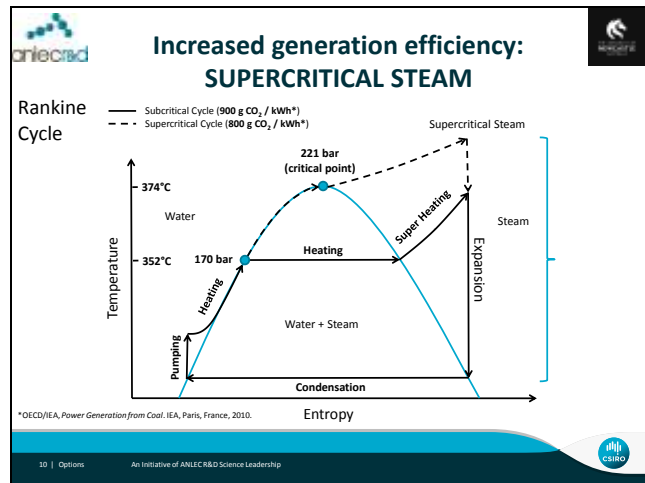 anlecr&d
Increased generation efficiency:
SUPERCRITICAL STEAM
Rankine
Cycle
Subcritical Cycle (900 g CO₂ / kWh*)
Supercritical Cycle (800 g CO₂ / kWh*)
Supercritical Steam
221 bar
(critical point)
374°C
Water
Super Heating
Steam
352°C
170 bar
Heating
Expansion
Temperature
Heating
Water + Steam
Pumping
Condensation
*OECD/IEA, Power Generation from Coal. IEA, Paris, France, 2010.
Entropy
10 | Options
An Initiative of ANLEC R&D Science Leadership
CSIRO